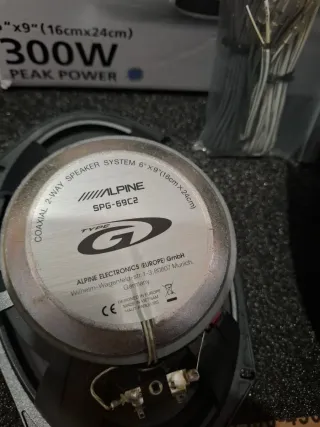 6"x9"(16cmx24cm)
300W
PEAK POWER
COAXIAL 2-WAY SPEAKER SYSTEM 6"x9"(16cmx24cm)
ALPINE
SPG-69C2
TYPE
G
ALPINE ELECTRONICS (EUROPE) GmbH
Wilhelm-Wagenfeld-str.1-3 80807 Munich,
Germany
CE